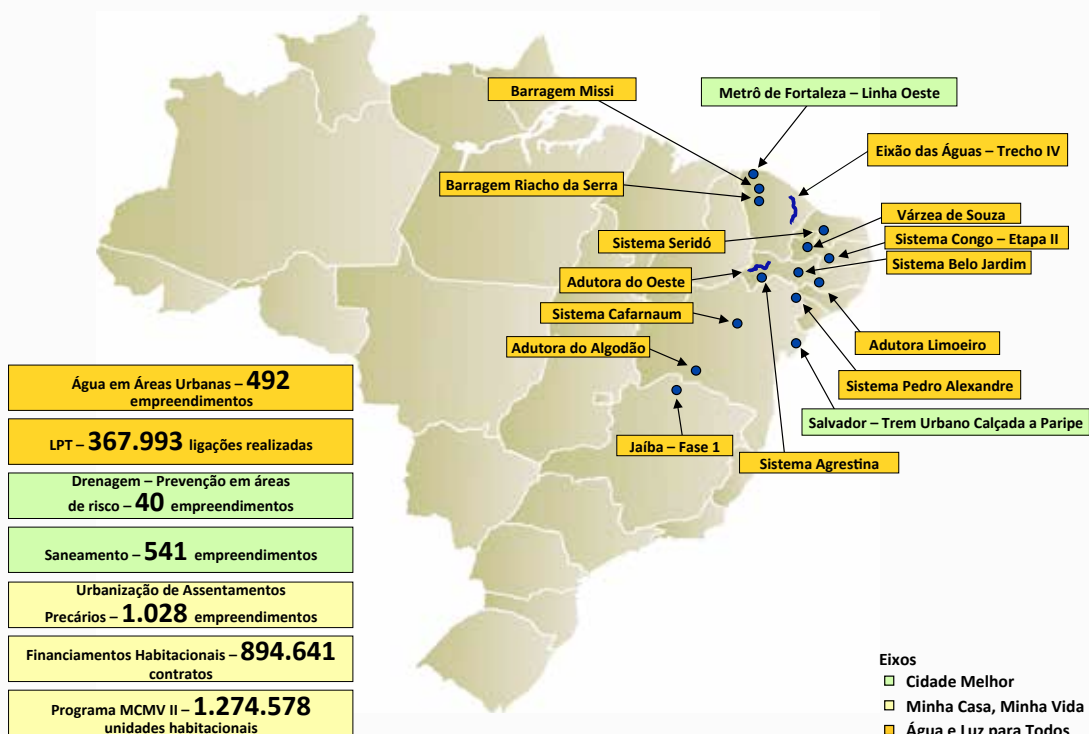 Barragem Missi
Metrô de Fortaleza – Linha Oeste
Eixão das Águas – Trecho IV
Barragem Riacho da Serra
Várzea de Souza
Sistema Seridó
Sistema Congo – Etapa II
Sistema Belo Jardim
Adutora do Oeste
Sistema Cafarnaum
Adutora do Algodão
Adutora Limoeiro
Sistema Pedro Alexandre
Salvador – Trem Urbano Calçada a Paripe
Jaíba – Fase 1
Sistema Agrestina
Água em Áreas Urbanas – 492
empreendimentos
LPT – 367.993 ligações realizadas
Drenagem – Prevenção em áreas
de risco – 40 empreendimentos
Saneamento – 541 empreendimentos
Urbanização de Assentamentos
Precários – 1.028 empreendimentos
Financiamentos Habitacionais – 894.641
contratos
Programa MCMV II – 1.274.578
unidades habitacionais
Eixos
Cidade Melhor
Minha Casa, Minha Vida
Água e Luz para Todos